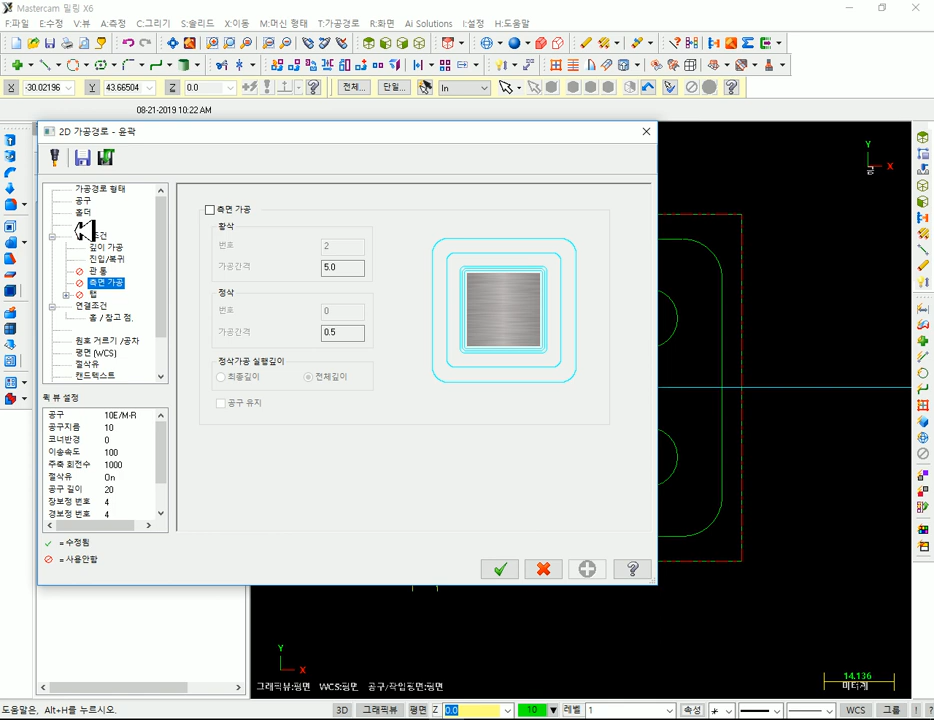 Mastercam 밀링 X6
F:파일 E:수정 V:뷰 A:측정 C:그리기 S:솔리드 X:이동 M:머신 형태 T:가공경로 R:화면 Ai Solutions I:설정 H:도움말
X -30.02196 Y 43.66504 Z 0.0 전체... 단일... In
08-21-2019 10:22 AM
2D 가공경로 - 윤곽
가공경로 형태
공구
홀더
조건
깊이 가공
진입/복귀
관 통
측면 가공
탭
연결조건
홈 / 참고 점.
원호 거르기 /공차
평면 (WCS)
절삭유
캔드텍스트
측면 가공
황삭
번호 2
가공간격 5.0
정삭
번호 0
가공간격 0.5
정삭가공 실행깊이
최종깊이 전체깊이
공구 유지
퀵 뷰 설정
공구 10E/M-R
공구지름 10
코너반경 0
이송속도 100
주축 회전수 1000
절삭유 On
공구 길이 20
장보정 번호 4
경보정 번호 4
= 수정됨
= 사용안함
Y
X
Y
X
그래픽뷰:평면 WCS:평면 공구/작업평면:평면
14.136
미터계
도움말은, Alt+H를 누르시오.
3D 그래픽뷰 평면 Z 0.0 10 레벨 1 속성 WCS 그룹 ! ?